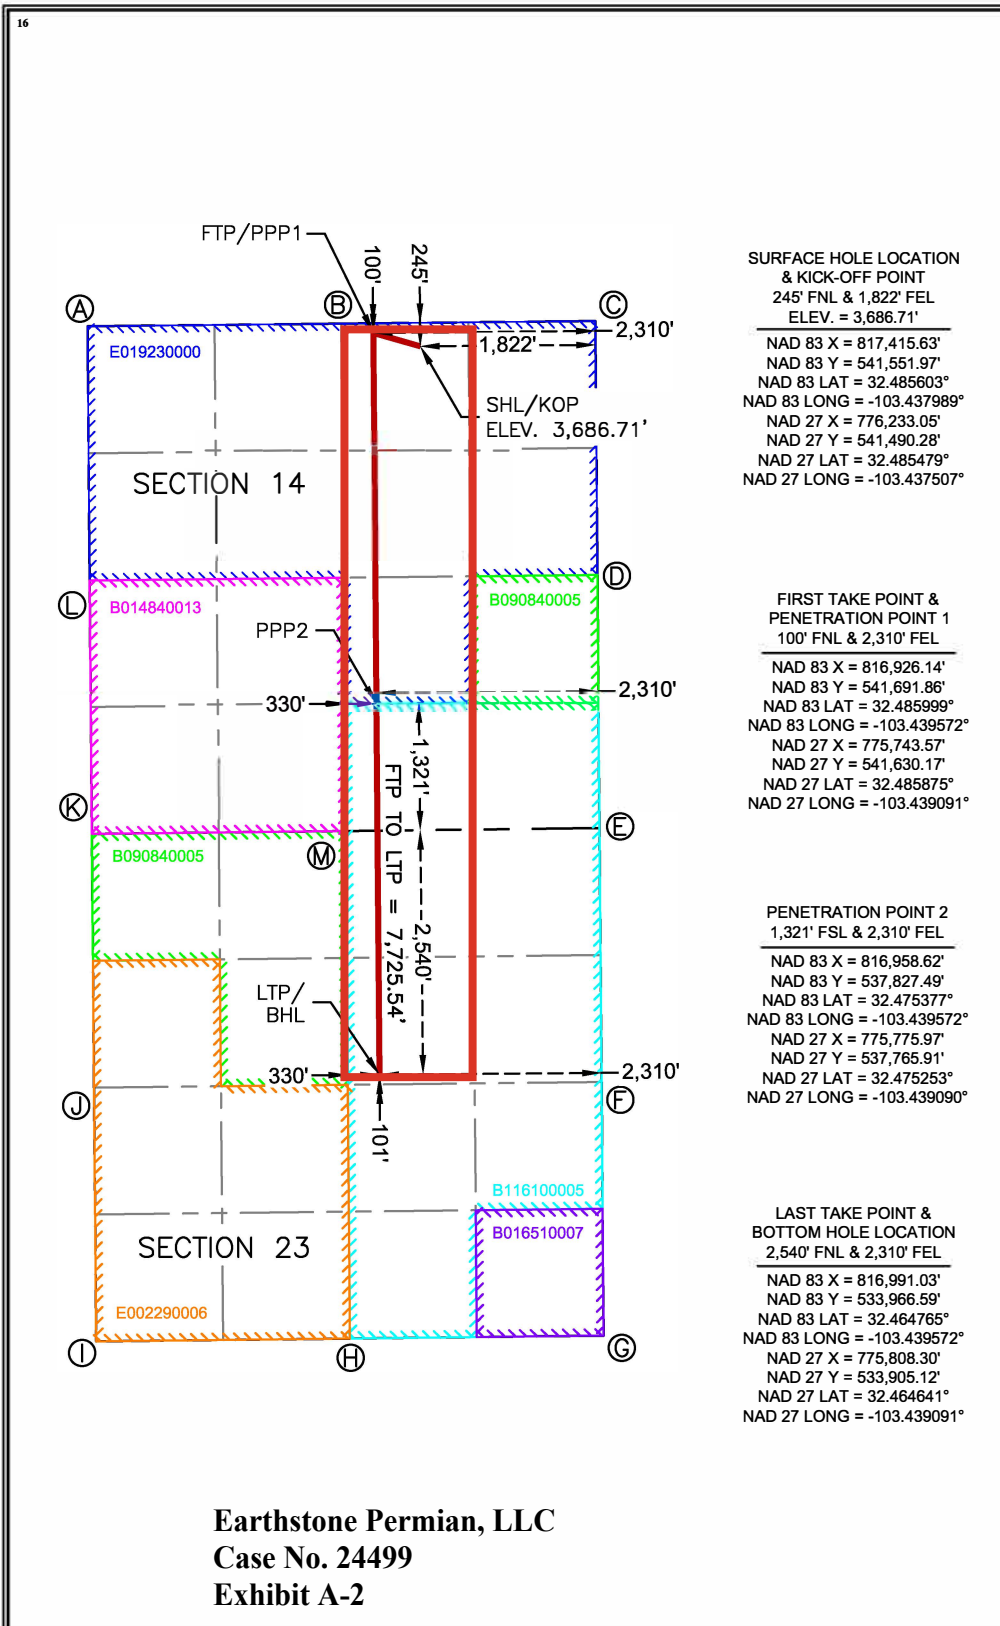 16
FTP/PPP1
100'
245'
A
B
C
2,310'
E019230000
1,822'
SHL/KOP
ELEV. 3,686.71'
SECTION 14
D
L
B014840013
B090840005
PPP2
330'
2,310'
1,321'
FTP TO LTP = 7,725.54'
K
E
M
B090840005
2,540'
LTP/
BHL
330'
2,310'
J
F
101'
B116100005
B016510007
SECTION 23
E002290006
I
H
G
SURFACE HOLE LOCATION
& KICK-OFF POINT
245' FNL & 1,822' FEL
ELEV. = 3,686.71'
NAD 83 X = 817,415.63'
NAD 83 Y = 541,551.97'
NAD 83 LAT = 32.485603°
NAD 83 LONG = -103.437989°
NAD 27 X = 776,233.05'
NAD 27 Y = 541,490.28'
NAD 27 LAT = 32.485479°
NAD 27 LONG = -103.437507°
FIRST TAKE POINT &
PENETRATION POINT 1
100' FNL & 2,310' FEL
NAD 83 X = 816,926.14'
NAD 83 Y = 541,691.86'
NAD 83 LAT = 32.485999°
NAD 83 LONG = -103.439572°
NAD 27 X = 775,743.57'
NAD 27 Y = 541,630.17'
NAD 27 LAT = 32.485875°
NAD 27 LONG = -103.439091°
PENETRATION POINT 2
1,321' FSL & 2,310' FEL
NAD 83 X = 816,958.62'
NAD 83 Y = 537,827.49'
NAD 83 LAT = 32.475377°
NAD 83 LONG = -103.439572°
NAD 27 X = 775,775.97'
NAD 27 Y = 537,765.91'
NAD 27 LAT = 32.475253°
NAD 27 LONG = -103.439090°
LAST TAKE POINT &
BOTTOM HOLE LOCATION
2,540' FNL & 2,310' FEL
NAD 83 X = 816,991.03'
NAD 83 Y = 533,966.59'
NAD 83 LAT = 32.464765°
NAD 83 LONG = -103.439572°
NAD 27 X = 775,808.30'
NAD 27 Y = 533,905.12'
NAD 27 LAT = 32.464641°
NAD 27 LONG = -103.439091°
Earthstone Permian, LLC
Case No. 24499
Exhibit A-2